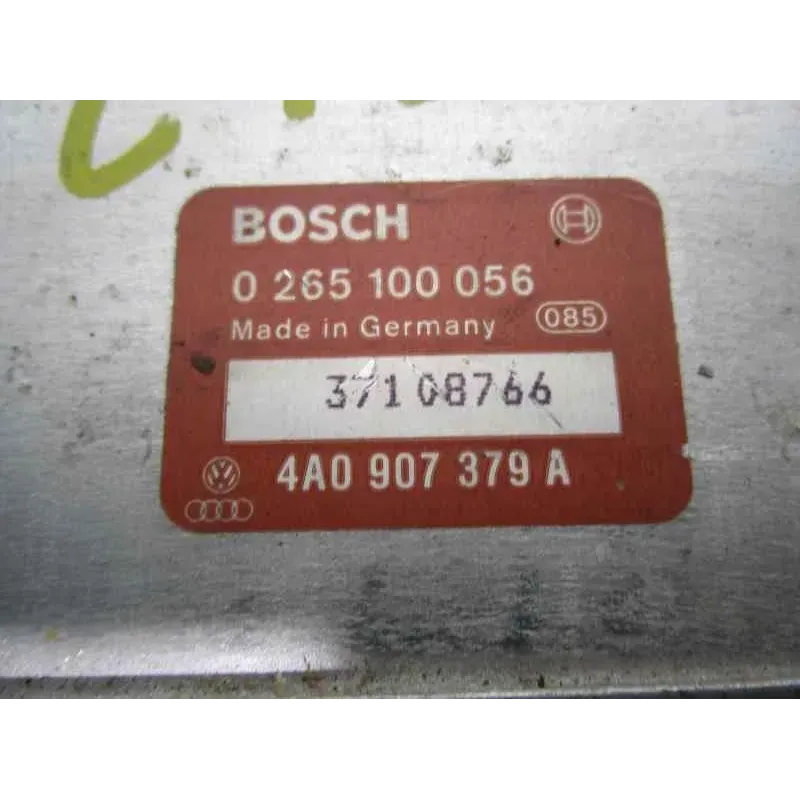 BOSCH
0 265 100 056
Made in Germany 085
37108766
4A0 907 379 A